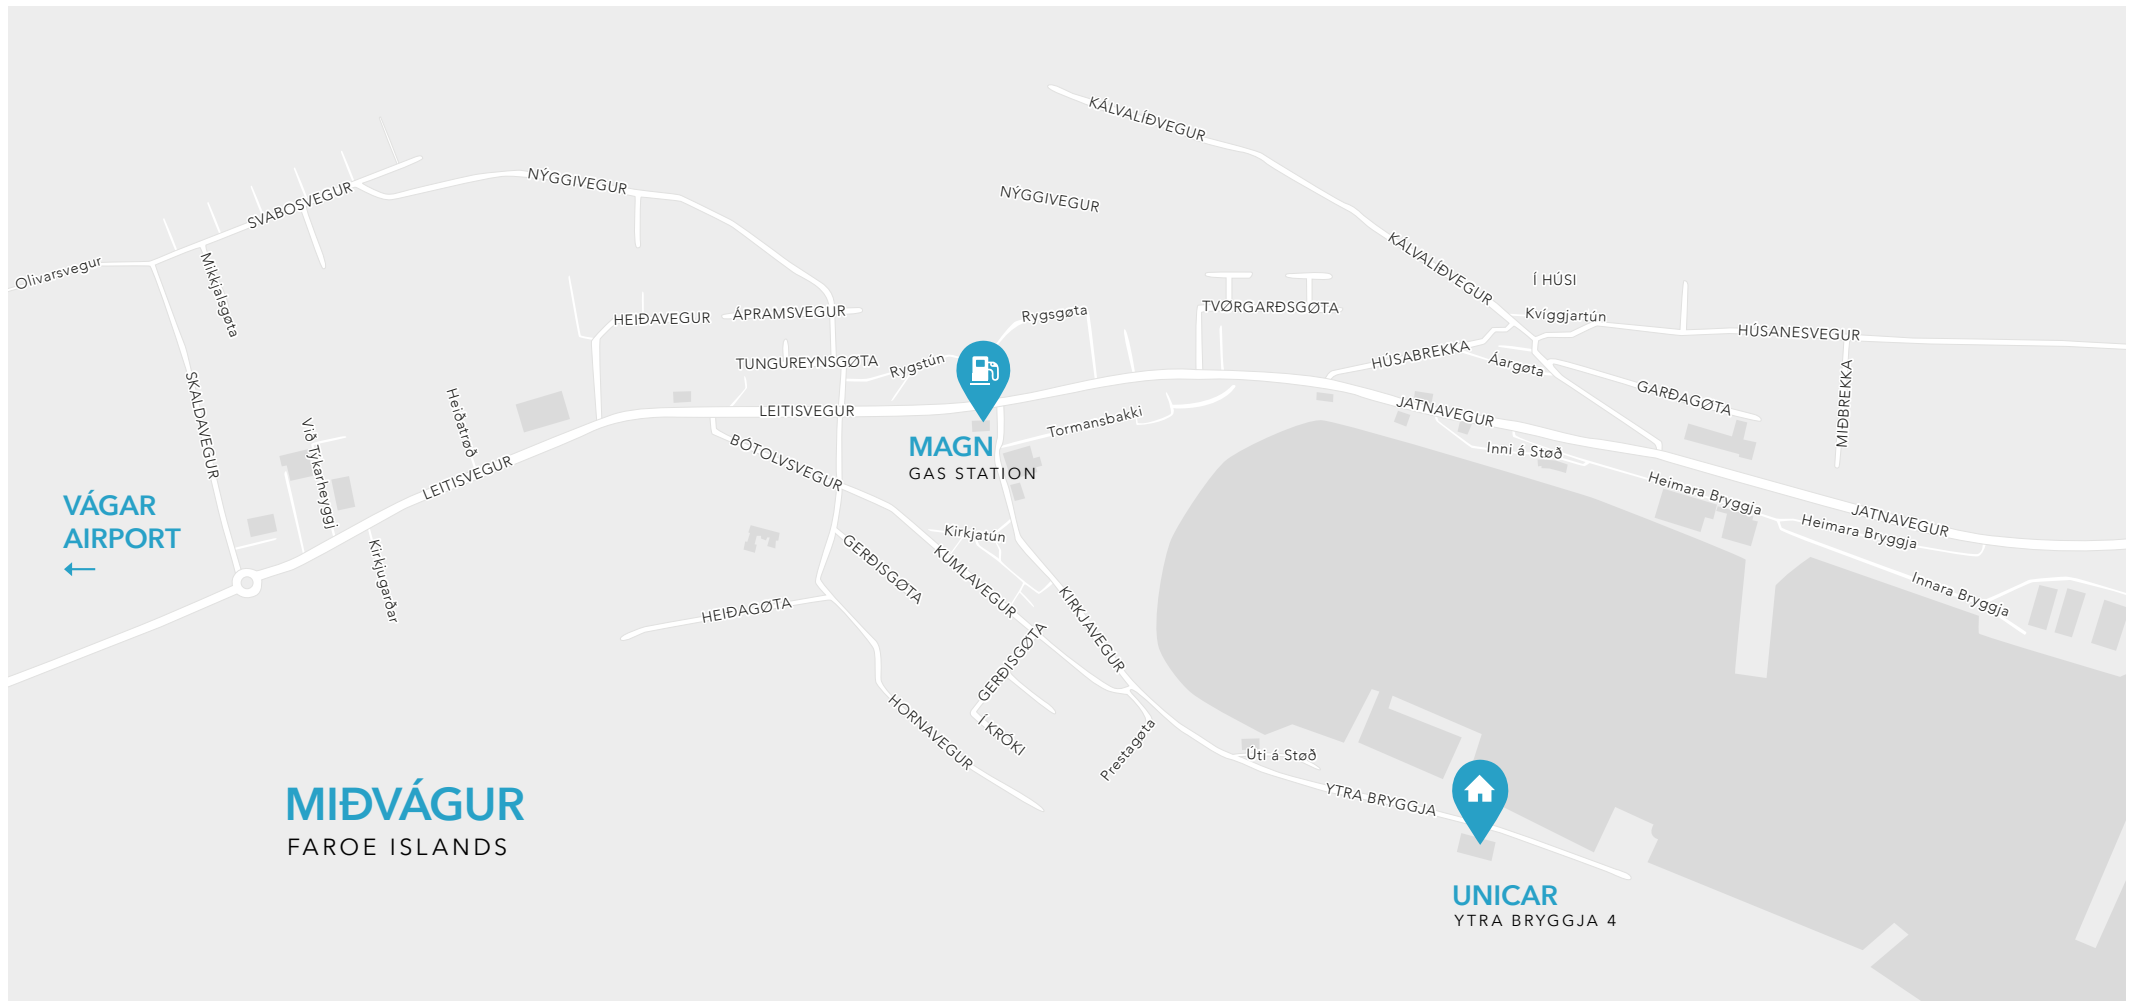 KÁLVALÍÐVEGUR
NÝGGIVEGUR
NÝGGIVEGUR
SVABOSVEGUR
Olivarsvegur
Mikkjalsgøta
KÁLVALÍÐVEGUR
Í HÚSI
Kvíggjartún
HÚSANESVEGUR
HEIÐAVEGUR
ÁPRAMSVEGUR
Rygsgøta
TVØRGARÐSGØTA
TUNGUREYNSGØTA
Rygstún
HÚSABREKKA
Áargøta
GARÐAGØTA
MIÐBREKKA
SKALDAVEGUR
Við Týkarheyggj
Heiðatrøð
LEITISVEGUR
LEITISVEGUR
BÓTOLVSVEGUR
MAGN
GAS STATION
Tormansbakki
JATNAVEGUR
Inni á Støð
Heimara Bryggja
Heimara Bryggja
JATNAVEGUR
Innara Bryggja
VÁGAR
AIRPORT
Kirkjugarðar
Kirkjatún
GERÐISGØTA
KUMLAVEGUR
KIRKJAVEGUR
HEIÐAGØTA
GERÐISGØTA
Í KRÓKI
HORNAVEGUR
Prestagøta
Úti á Støð
YTRA BRYGGJA
MIÐVÁGUR
FAROE ISLANDS
UNICAR
YTRA BRYGGJA 4